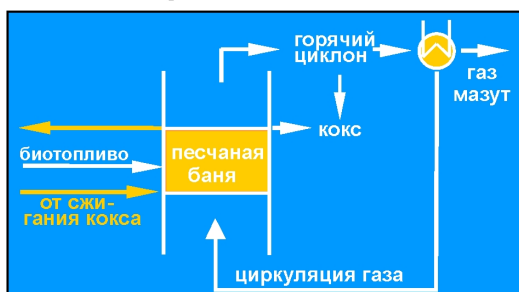 горячий
циклон
газ
мазут
кокс
биотопливо
песчаная
баня
от сжи-
гания кокса
циркуляция газа